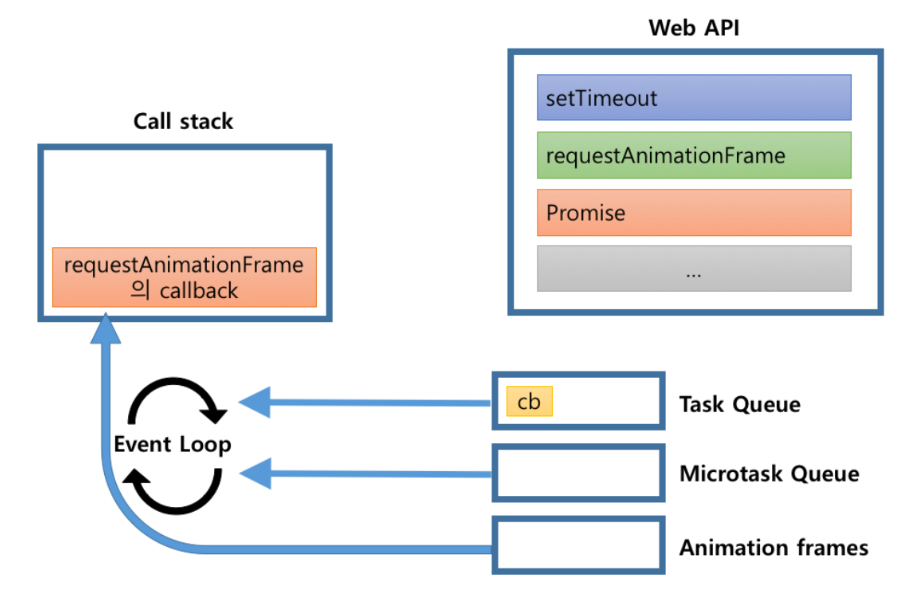 Web API
setTimeout
requestAnimationFrame
Promise
...
Call stack
requestAnimationFrame
의 callback
Event Loop
cb
Task Queue
Microtask Queue
Animation frames